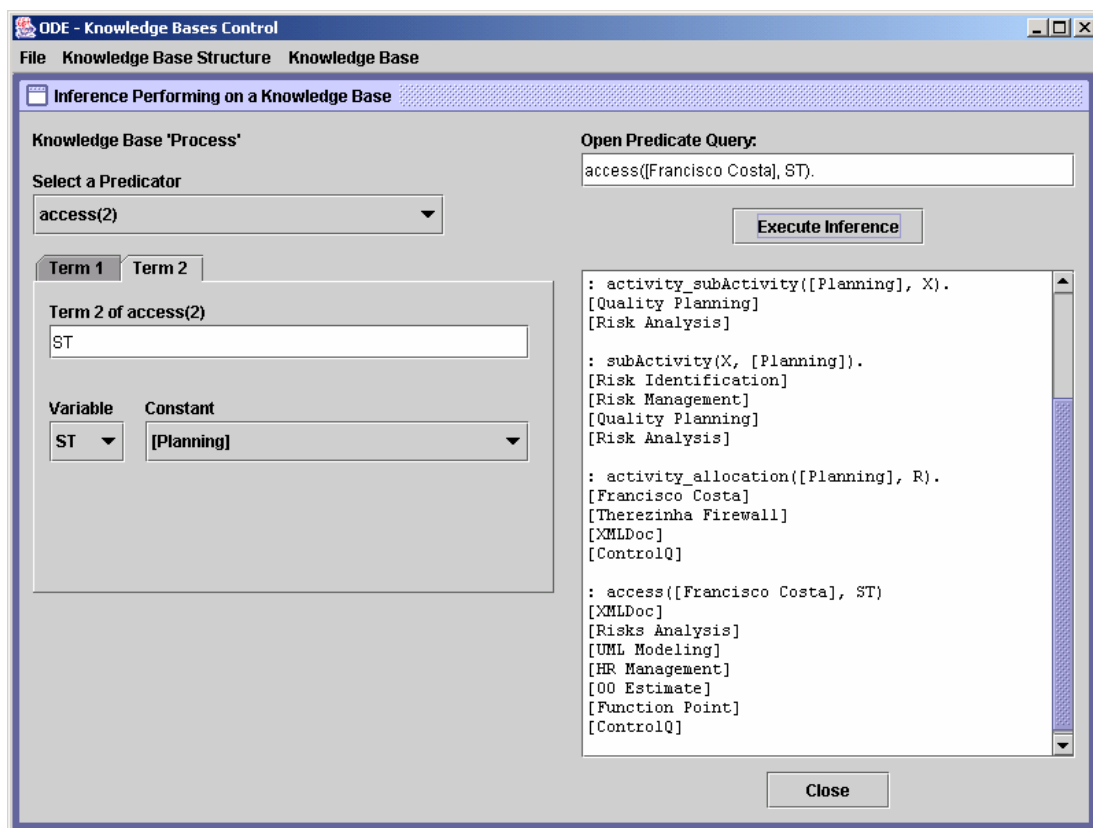 ODE - Knowledge Bases Control
File Knowledge Base Structure Knowledge Base
Inference Performing on a Knowledge Base
Knowledge Base 'Process'
Select a Predicator
access(2)
Term 1 Term 2
Term 2 of access(2)
ST
Variable Constant
ST [Planning]
Open Predicate Query:
access([Francisco Costa], ST).
Execute Inference
: activity_subActivity([Planning], X).
[Quality Planning]
[Risk Analysis]
: subActivity(X, [Planning]).
[Risk Identification]
[Risk Management]
[Quality Planning]
[Risk Analysis]
: activity_allocation([Planning], R).
[Francisco Costa]
[Therezinha Firewall]
[XMLDoc]
[ControlQ]
: access([Francisco Costa], ST)
[XMLDoc]
[Risks Analysis]
[UML Modeling]
[HR Management]
[OO Estimate]
[Function Point]
[ControlQ]
Close